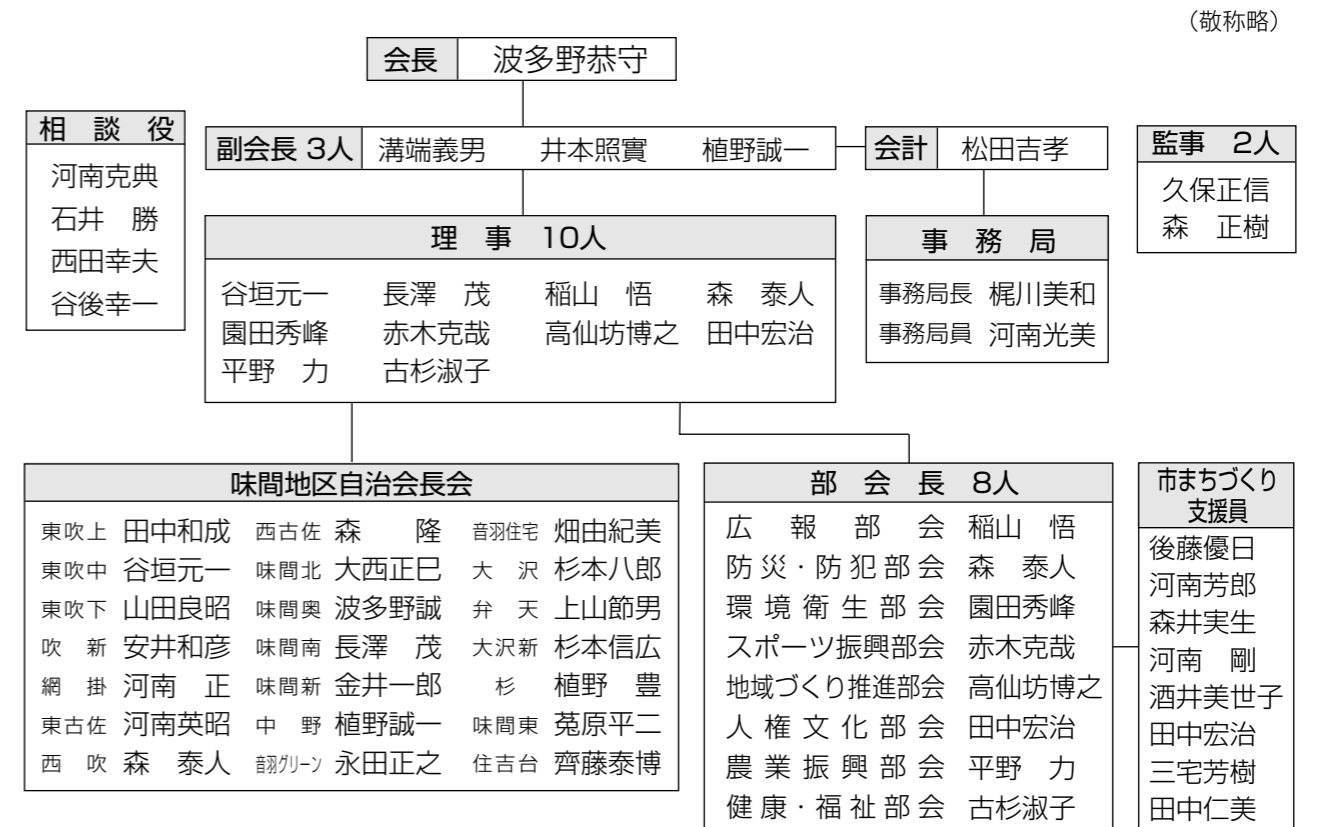 （敬称略）
会長 波多野恭守
相　談　役
河南克典
石井　勝
西田幸夫
谷後幸一
副会長 3人 溝端義男 井本照實 植野誠一
会計 松田吉孝
監事　2人
久保正信
森　正樹
理　事　10人
谷垣元一 長澤　茂 稲山　悟 森　泰人
園田秀峰 赤木克哉 高仙坊博之 田中宏治
平野　力 古杉淑子
事　務　局
事務局長 梶川美和
事務局員 河南光美
味間地区自治会長会
東吹上 田中和成 西古佐 森　　隆 音羽住宅 畑由紀美
東吹中 谷垣元一 味間北 大西正巳 大　沢 杉本八郎
東吹下 山田良昭 味間奥 波多野誠 弁　天 上山節男
吹　新 安井和彦 味間南 長澤　茂 大沢新 杉本信広
網　掛 河南　正 味間新 金井一郎 杉 植野　豊
東古佐 河南英昭 中　野 植野誠一 味間東 菟原平二
西　吹 森　泰人 音羽グリーン 永田正之 住吉台 齊藤泰博
部　会　長　8人
広報部会 稲山　悟
防災・防犯部会 森　泰人
環境衛生部会 園田秀峰
スポーツ振興部会 赤木克哉
地域づくり推進部会 高仙坊博之
人権文化部会 田中宏治
農業振興部会 平野　力
健康・福祉部会 古杉淑子
市まちづくり
支援員
後藤優日
河南芳郎
森井実生
河南　剛
酒井美世子
田中宏治
三宅芳樹
田中仁美